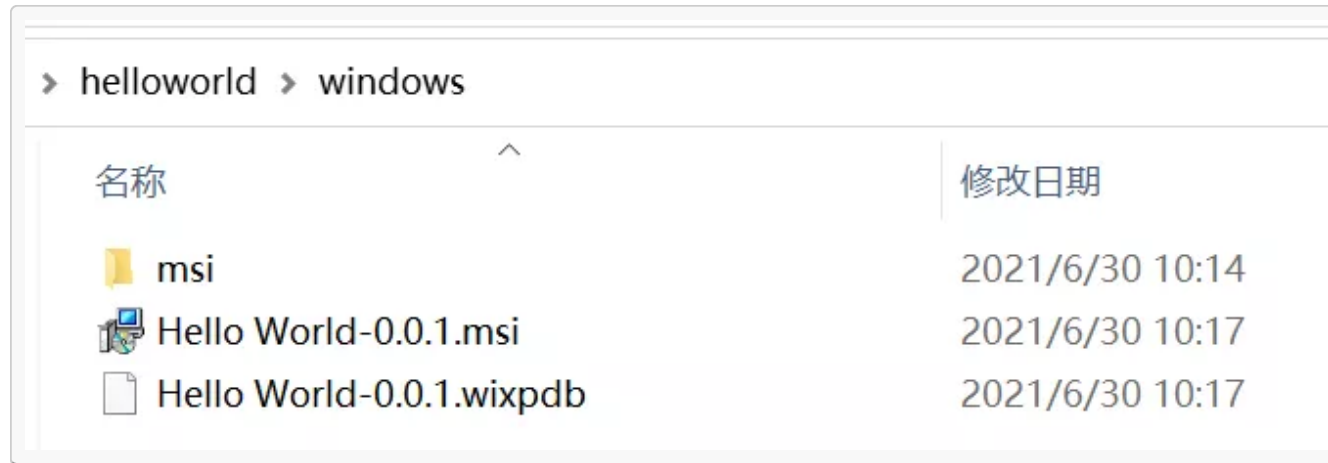 helloworld > windows
名称 修改日期
msi 2021/6/30 10:14
Hello World-0.0.1.msi 2021/6/30 10:17
Hello World-0.0.1.wixpdb 2021/6/30 10:17